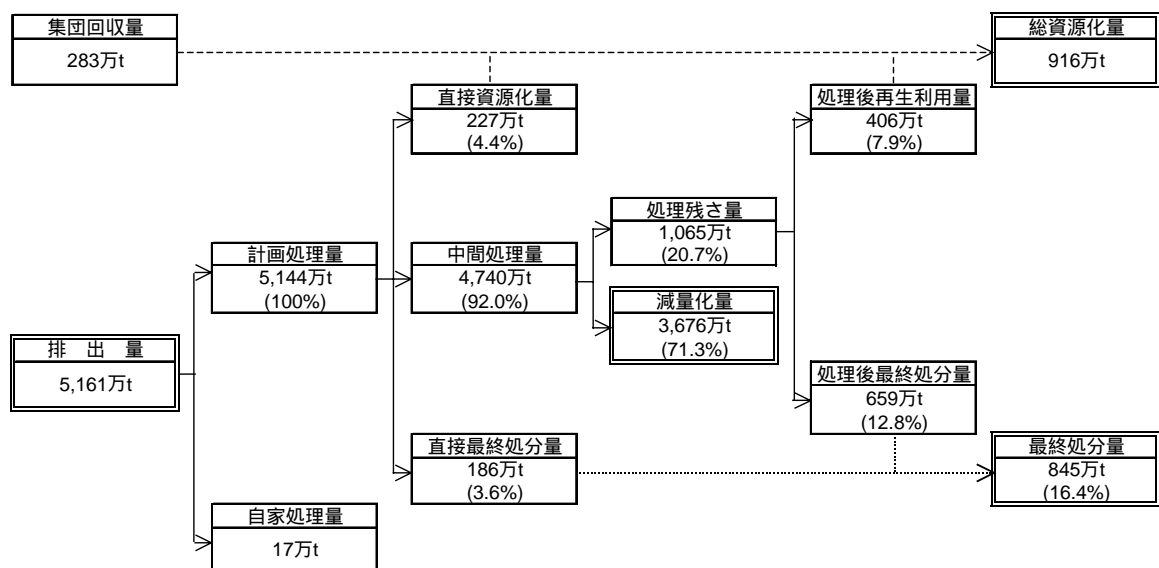 集団回収量
283万t
総資源化量
916万t
直接資源化量
227万t
(4.4%)
処理後再生利用量
406万t
(7.9%)
処理残さ量
1,065万t
(20.7%)
計画処理量
5,144万t
(100%)
中間処理量
4,740万t
(92.0%)
減量化量
3,676万t
(71.3%)
排 出 量
5,161万t
処理後最終処分量
659万t
(12.8%)
直接最終処分量
186万t
(3.6%)
最終処分量
845万t
(16.4%)
自家処理量
17万t